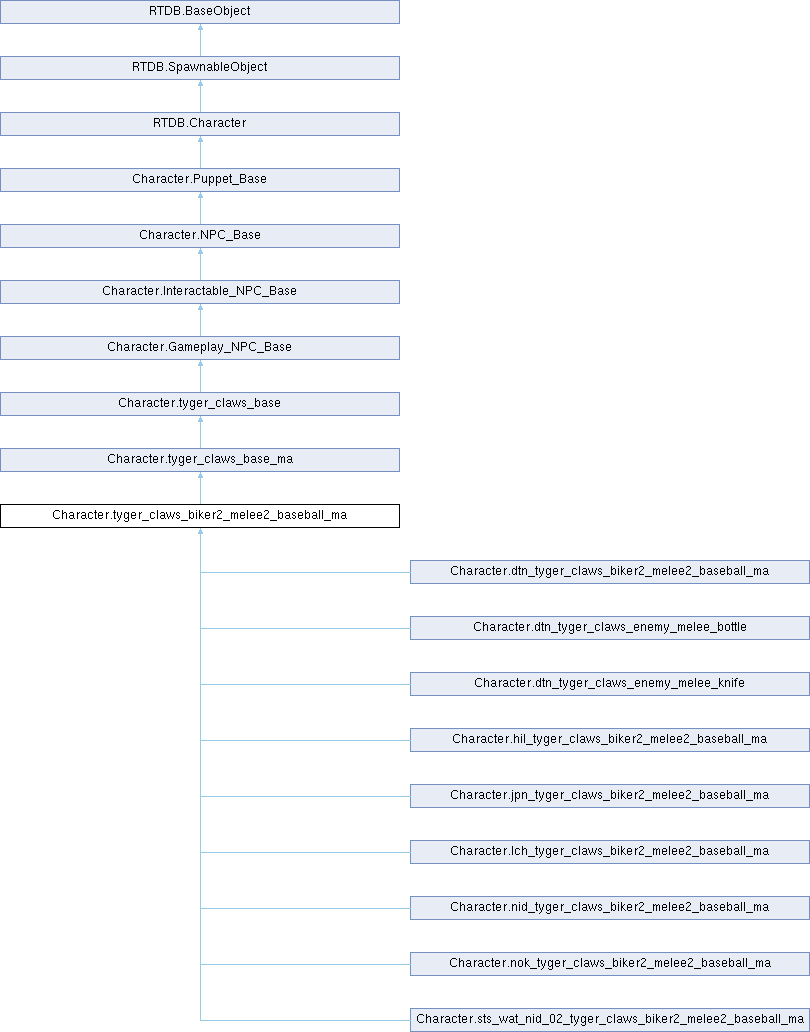 RTDB.BaseObject
RTDB.SpawnableObject
RTDB.Character
Character.Puppet_Base
Character.NPC_Base
Character.Interactable_NPC_Base
Character.Gameplay_NPC_Base
Character.tyger_claws_base
Character.tyger_claws_base_ma
Character.tyger_claws_biker2_melee2_baseball_ma
Character.dtn_tyger_claws_biker2_melee2_baseball_ma
Character.dtn_tyger_claws_enemy_melee_bottle
Character.dtn_tyger_claws_enemy_melee_knife
Character.hil_tyger_claws_biker2_melee2_baseball_ma
Character.jpn_tyger_claws_biker2_melee2_baseball_ma
Character.lch_tyger_claws_biker2_melee2_baseball_ma
Character.nid_tyger_claws_biker2_melee2_baseball_ma
Character.nok_tyger_claws_biker2_melee2_baseball_ma
Character.sts_wat_nid_02_tyger_claws_biker2_melee2_baseball_ma